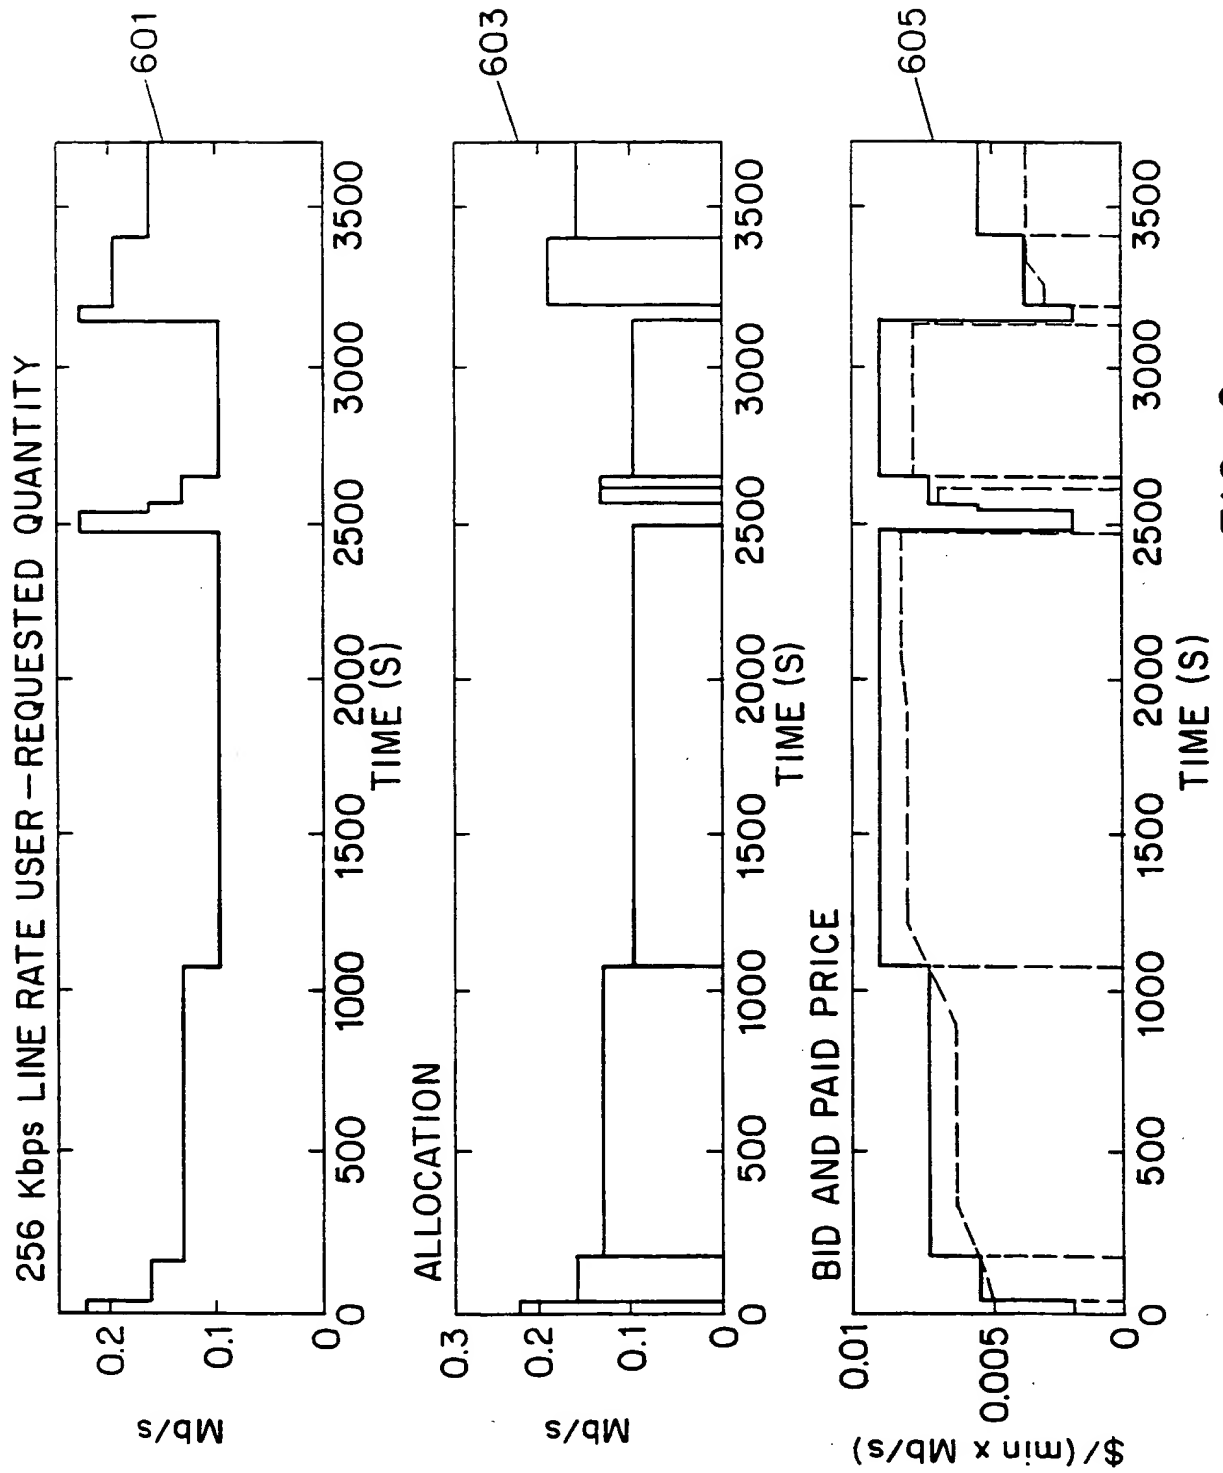 256 Kbps LINE RATE USER—REQUESTED QUANTITY
601
Mb/s
0.2
0.1
0
0 500 1000 1500 2000 2500 3000 3500
TIME (S)
ALLOCATION
603
Mb/s
0.3
0.2
0.1
0
0 500 1000 1500 2000 2500 3000 3500
TIME (S)
BID AND PAID PRICE
605
$/(min x Mb/s)
0.01
0.005
0
0 500 1000 1500 2000 2500 3000 3500
TIME (S)